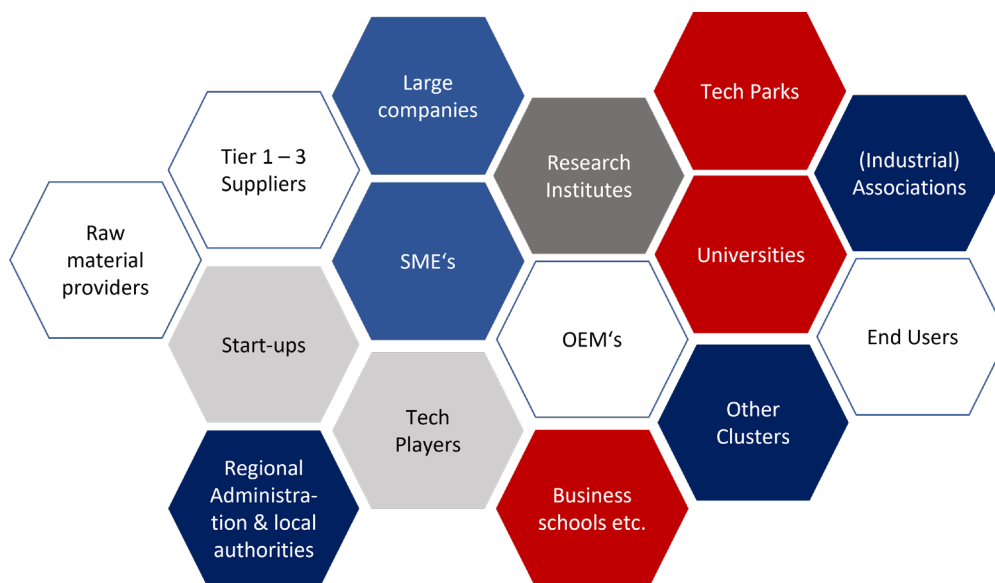 Large
companies
Tech Parks
Tier 1 – 3
Suppliers
Research
Institutes
(Industrial)
Associations
Raw
material
providers
SME‘s
Universities
Start-ups
OEM‘s
End Users
Tech
Players
Other
Clusters
Regional
Administra-
tion & local
authorities
Business
schools etc.